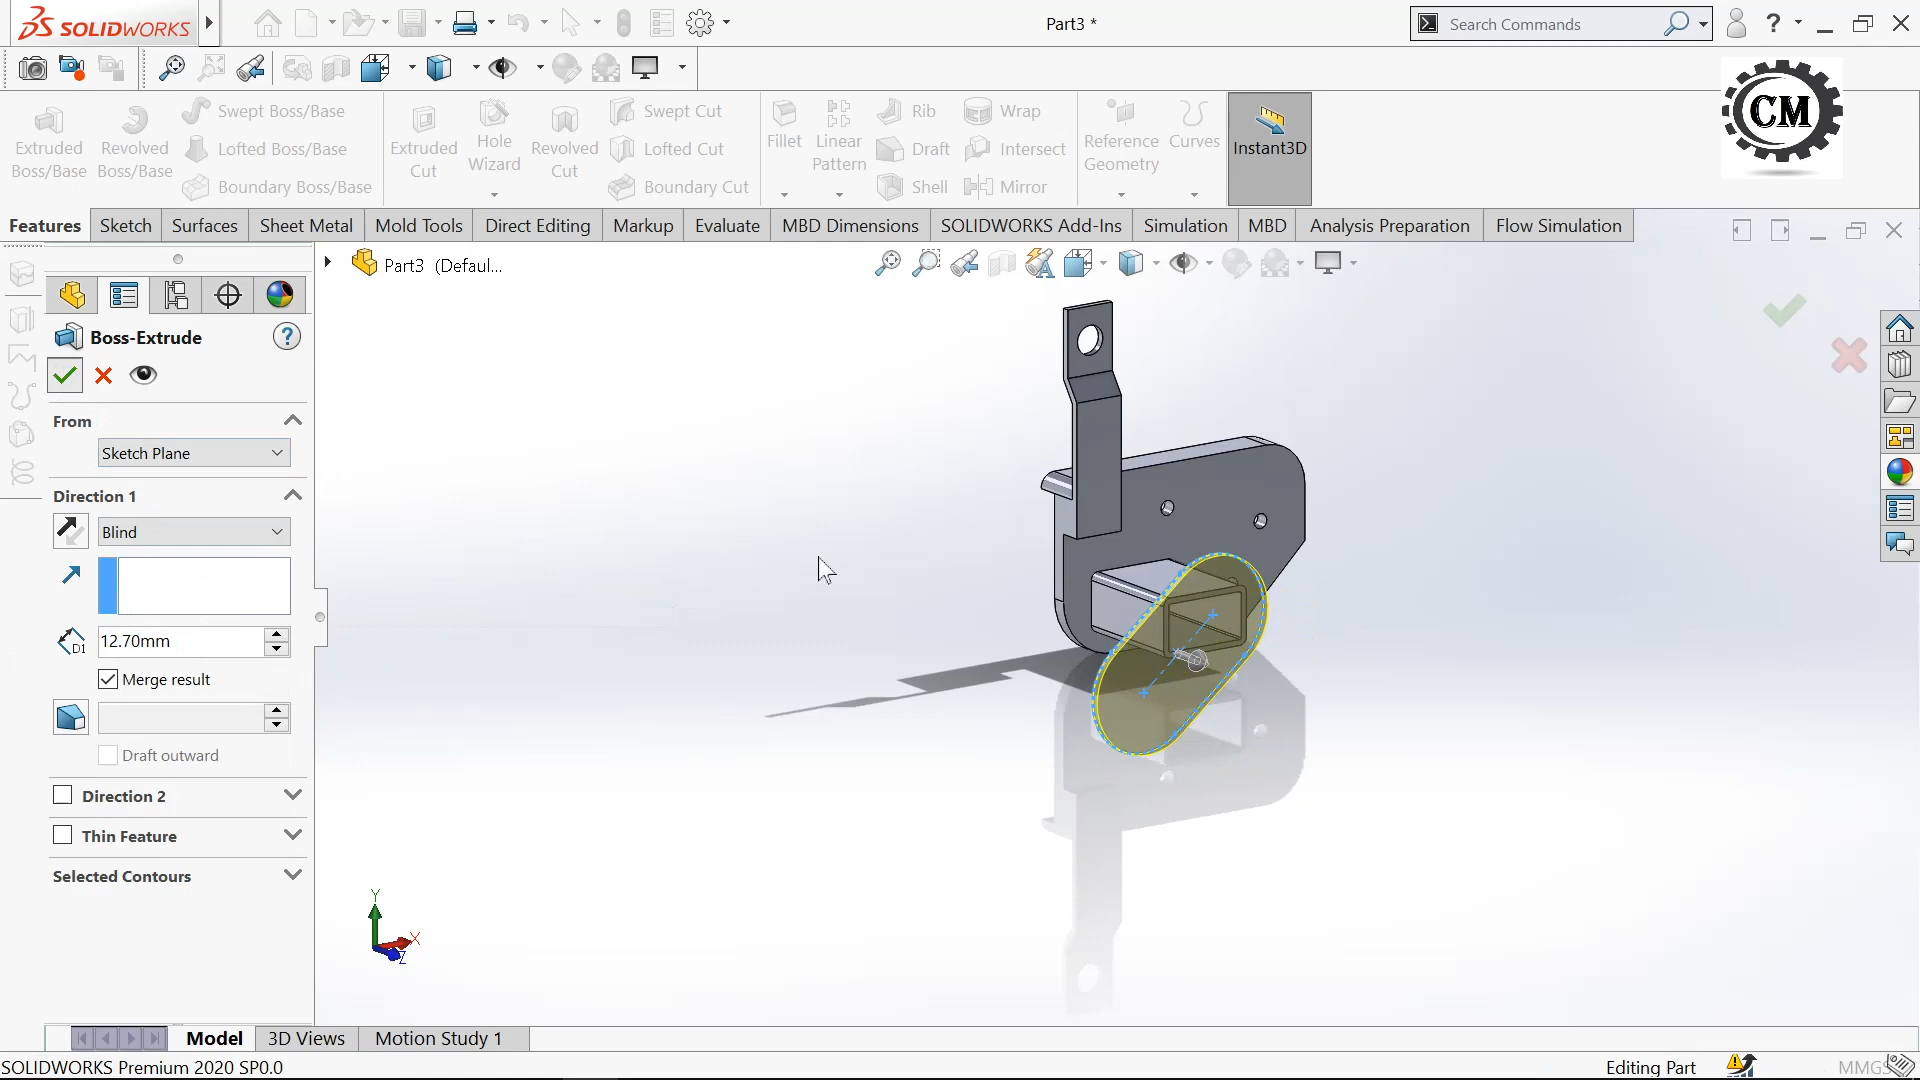 SOLIDWORKS
Part3 *
Search Commands
?
Extruded Boss/Base
Revolved Boss/Base
Swept Boss/Base
Lofted Boss/Base
Boundary Boss/Base
Extruded Cut
Hole Wizard
Revolved Cut
Swept Cut
Lofted Cut
Boundary Cut
Fillet
Linear Pattern
Rib
Draft
Shell
Wrap
Intersect
Mirror
Reference Geometry
Curves
Instant3D
CM
Features
Sketch
Surfaces
Sheet Metal
Mold Tools
Direct Editing
Markup
Evaluate
MBD Dimensions
SOLIDWORKS Add-Ins
Simulation
MBD
Analysis Preparation
Flow Simulation
Part3 (Defaul...
Boss-Extrude
?
From
Sketch Plane
Direction 1
Blind
D1
12.70mm
Merge result
Draft outward
Direction 2
Thin Feature
Selected Contours
Y
X
Z
Model
3D Views
Motion Study 1
SOLIDWORKS Premium 2020 SP0.0
Editing Part
MMGS